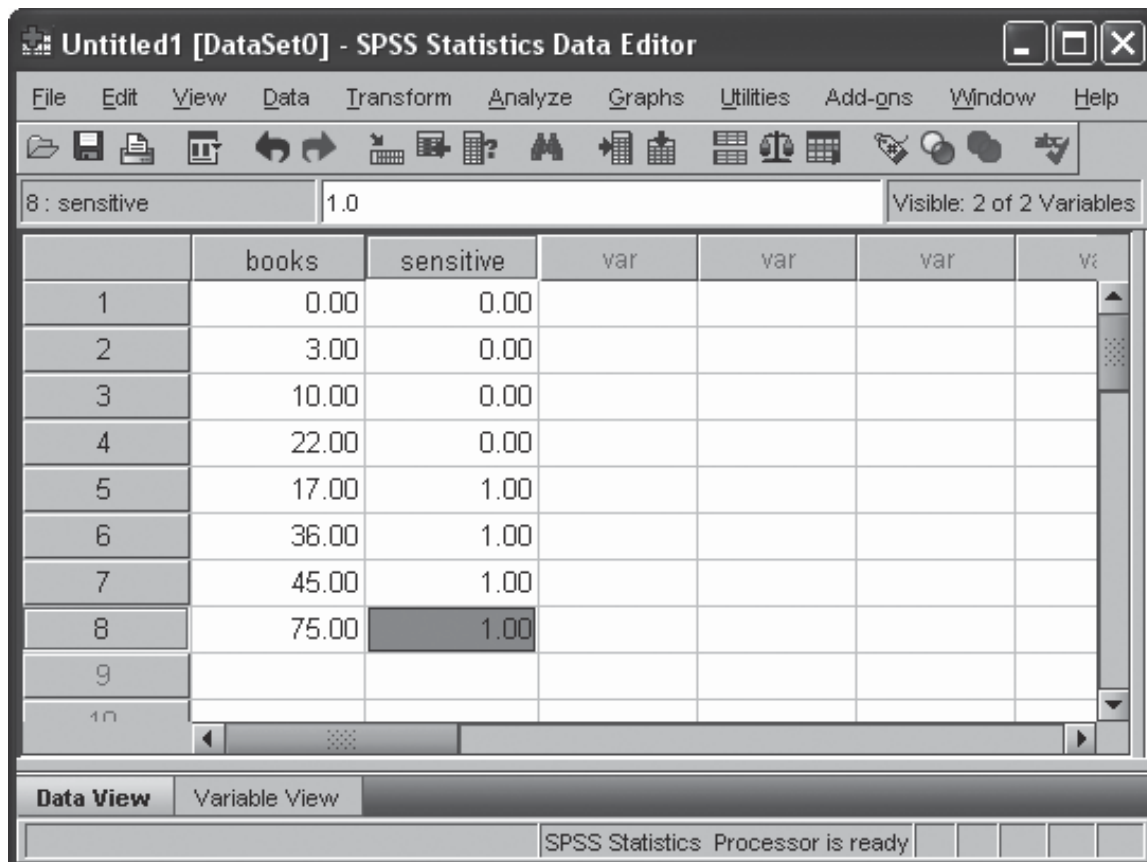 Untitled1 [DataSet0] - SPSS Statistics Data Editor
File Edit View Data Transform Analyze Graphs Utilities Add-ons Window Help
8 : sensitive 1.0 Visible: 2 of 2 Variables
books sensitive var var var va
1 0.00 0.00
2 3.00 0.00
3 10.00 0.00
4 22.00 0.00
5 17.00 1.00
6 36.00 1.00
7 45.00 1.00
8 75.00 1.00
9
10
Data View Variable View
SPSS Statistics Processor is ready